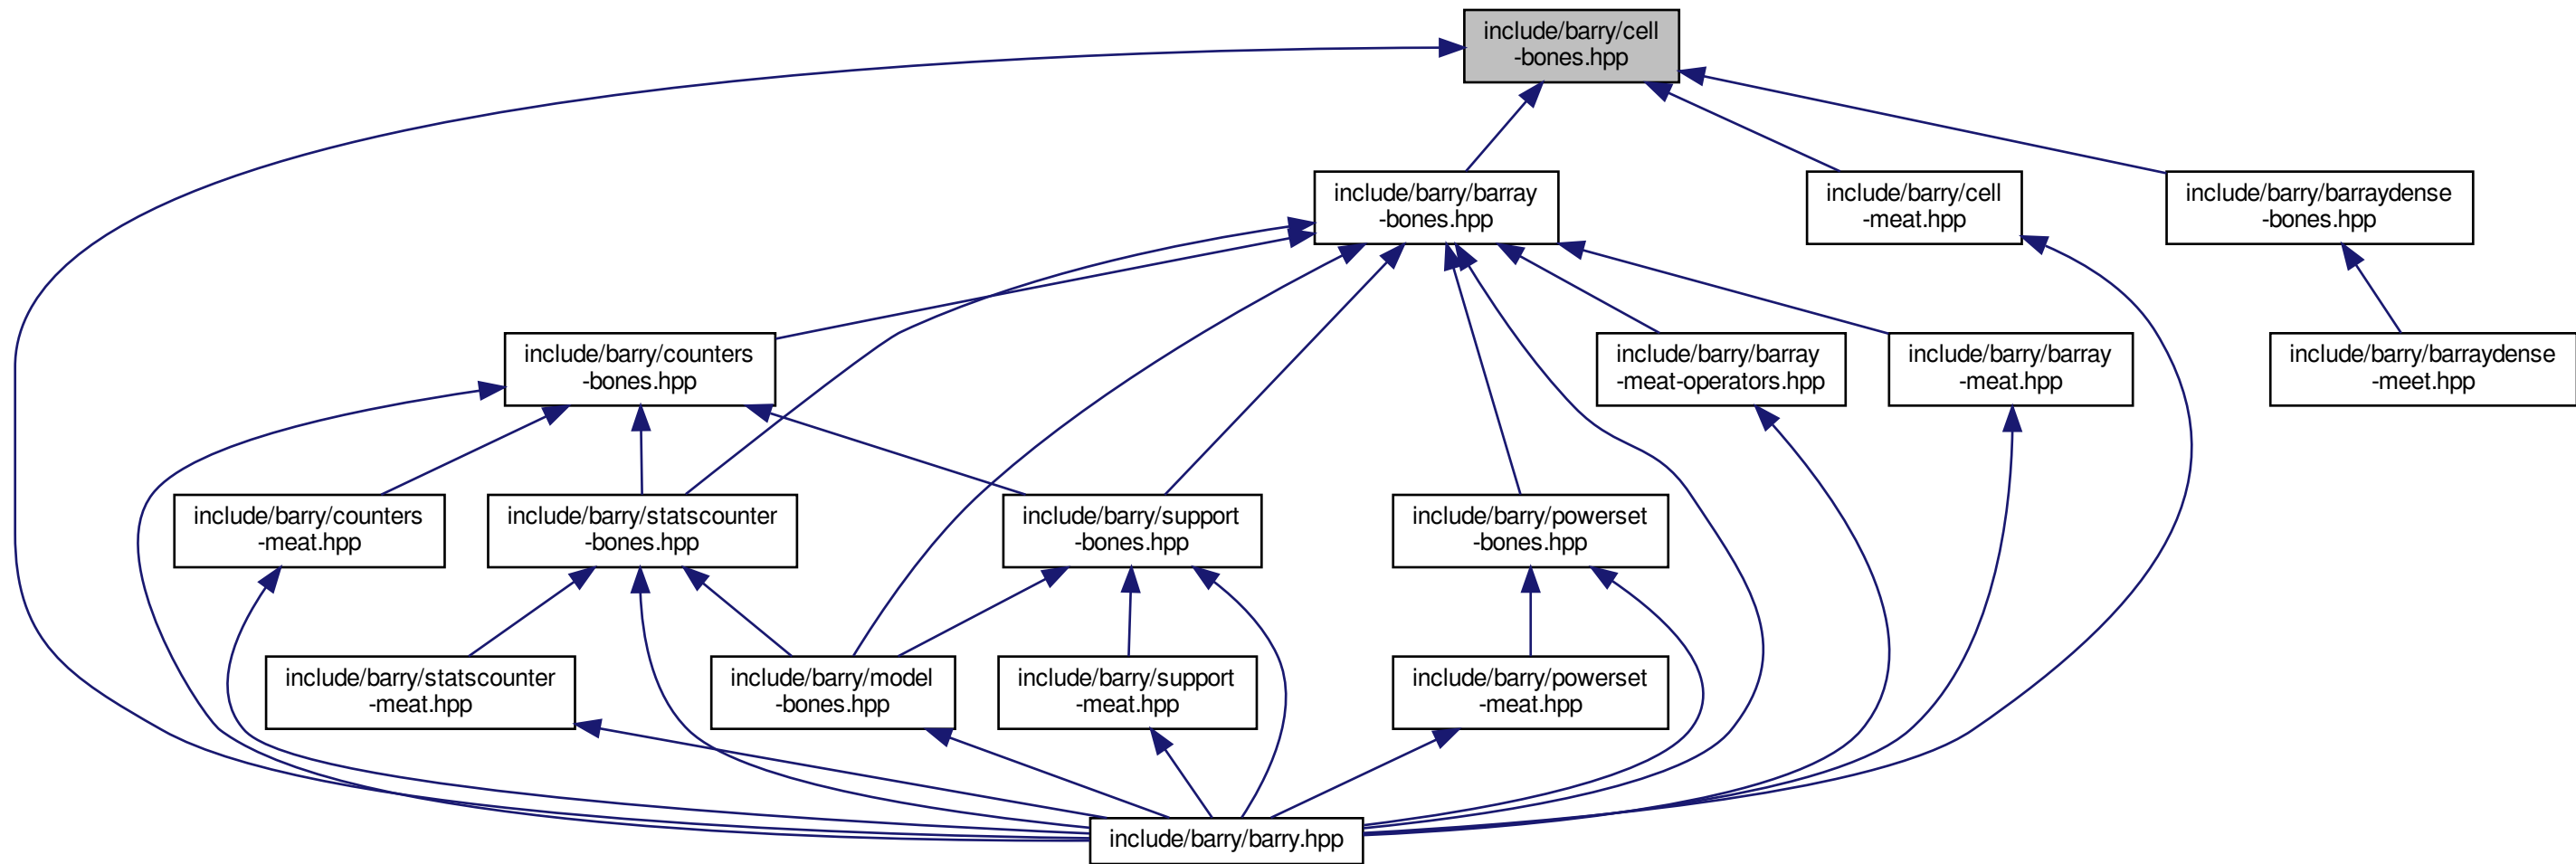 include/barry/cell
-bones.hpp
include/barry/barray
-bones.hpp
include/barry/cell
-meat.hpp
include/barry/barraydense
-bones.hpp
include/barry/counters
-bones.hpp
include/barry/barray
-meat-operators.hpp
include/barry/barray
-meat.hpp
include/barry/barraydense
-meet.hpp
include/barry/counters
-meat.hpp
include/barry/statscounter
-bones.hpp
include/barry/support
-bones.hpp
include/barry/powerset
-bones.hpp
include/barry/statscounter
-meat.hpp
include/barry/model
-bones.hpp
include/barry/support
-meat.hpp
include/barry/powerset
-meat.hpp
include/barry/barry.hpp